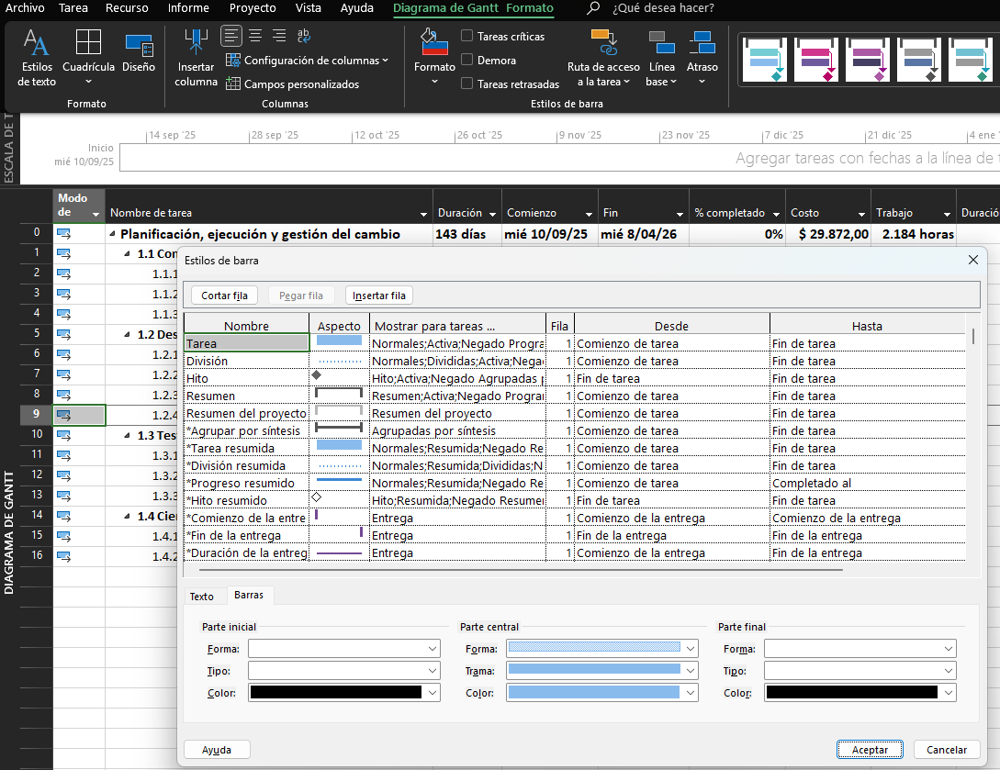 Archivo Tarea Recurso Informe Proyecto Vista Ayuda Diagrama de Gantt Formato ¿Qué desea hacer?
Estilos de texto
Cuadrícula
Diseño
Formato
Insertar columna
Configuración de columnas
Campos personalizados
Columnas
Formato
Tareas críticas
Demora
Tareas retrasadas
Ruta de acceso a la tarea
Línea base
Atraso
Estilos de barra
ESCALA DE T
14 sep '25 28 sep '25 12 oct '25 26 oct '25 9 nov '25 23 nov '25 7 dic '25 21 dic '25 4 ene
Inicio
mié 10/09/25
Agregar tareas con fechas a la línea de t
Modo de Nombre de tarea Duración Comienzo Fin % completado Costo Trabajo Duració
0 Planificación, ejecución y gestión del cambio 143 días mié 10/09/25 mié 8/04/26 0% $ 29.872,00 2.184 horas
1 1.1 Con
2 1.1.1
3 1.1.2
4 1.1.3
5 1.2 Des
6 1.2.1
7 1.2.2
8 1.2.3
9 1.2.4
10 1.3 Tes
11 1.3.1
12 1.3.2
13 1.3.3
14 1.4 Cie
15 1.4.1
16 1.4.2
DIAGRAMA DE GANTT
Estilos de barra
Cortar fila Pegar fila Insertar fila
Nombre Aspecto Mostrar para tareas ... Fila Desde Hasta
Tarea Normales;Activa;Negado Progra 1 Comienzo de tarea Fin de tarea
División Normales;Divididas;Activa;Nega 1 Comienzo de tarea Fin de tarea
Hito Hito;Activa;Negado Agrupadas p 1 Fin de tarea Fin de tarea
Resumen Resumen;Activa;Negado Program 1 Comienzo de tarea Fin de tarea
Resumen del proyecto Resumen del proyecto 1 Comienzo de tarea Fin de tarea
*Agrupar por síntesis Agrupadas por síntesis 1 Comienzo de tarea Fin de tarea
*Tarea resumida Normales;Resumida;Negado Re 1 Comienzo de tarea Fin de tarea
*División resumida Normales;Resumida;Divididas;N 1 Comienzo de tarea Fin de tarea
*Progreso resumido Normales;Resumida;Negado Re 1 Comienzo de tarea Completado al
*Hito resumido Hito;Resumida;Negado Resumen 1 Fin de tarea Fin de tarea
*Comienzo de la entre Entrega 1 Comienzo de la entrega Comienzo de la entrega
*Fin de la entrega Entrega 1 Fin de la entrega Fin de la entrega
*Duración de la entreg Entrega 1 Comienzo de la entrega Fin de la entrega
Texto Barras
Parte inicial Parte central Parte final
Forma: Forma: Forma:
Tipo: Trama: Tipo:
Color: Color: Color:
Ayuda Aceptar Cancelar